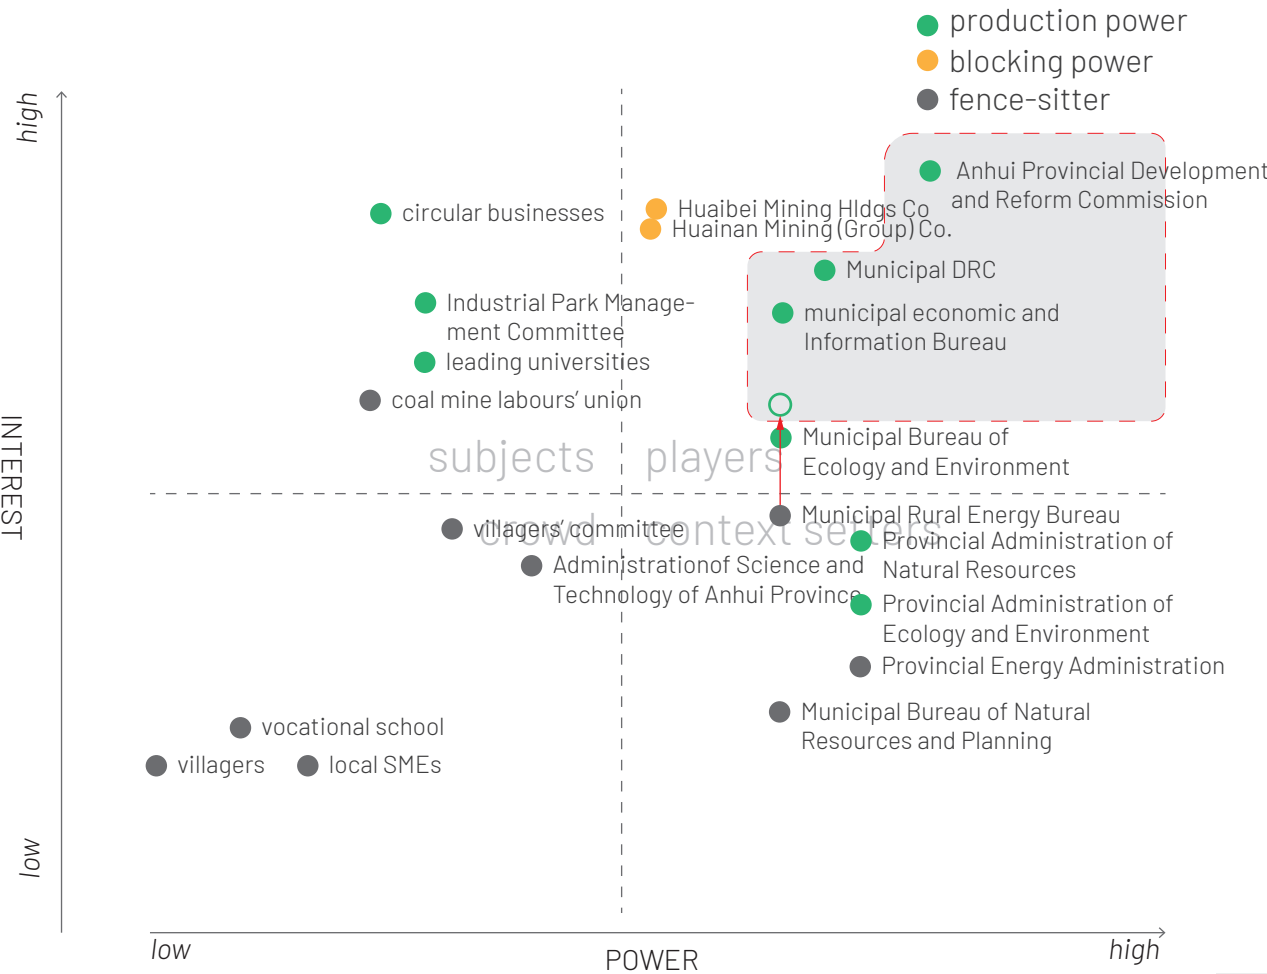 production power
blocking power
fence-sitter
high
Anhui Provincial Development
and Reform Commission
circular businesses
Huaibei Mining Hldgs Co
Huainan Mining (Group) Co.
Municipal DRC
Industrial Park Manage-
ment Committee
municipal economic and
Information Bureau
leading universities
coal mine labours' union
Municipal Bureau of
Ecology and Environment
subjects
players
INTEREST
Municipal Rural Energy Bureau
villagers' committee
crowd
context setters
Provincial Administration of
Natural Resources
Administrationof Science and
Technology of Anhui Province
Provincial Administration of
Ecology and Environment
Provincial Energy Administration
Municipal Bureau of Natural
Resources and Planning
vocational school
villagers
local SMEs
low
low
POWER
high